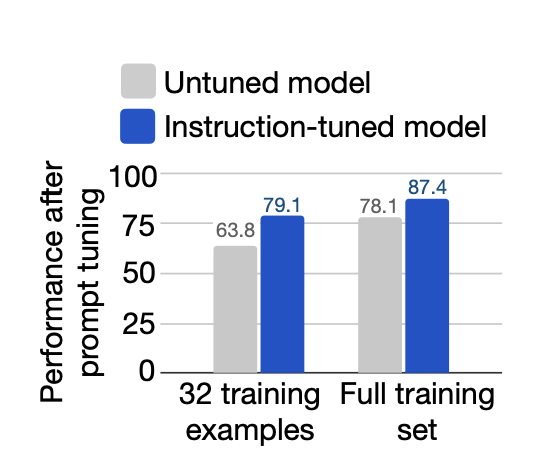 Untuned model
Instruction-tuned model
Performance after
prompt tuning
100
75
50
25
0
63.8
79.1
78.1
87.4
32 training
examples
Full training
set